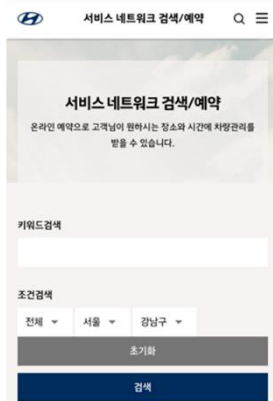 서비스 네트워크 검색/예약
서비스 네트워크 검색/예약
온라인 예약으로 고객님이 원하시는 장소와 시간에 차량관리를
받을 수 있습니다.
키워드검색
조건검색
전체 서울 강남구
초기화
검색